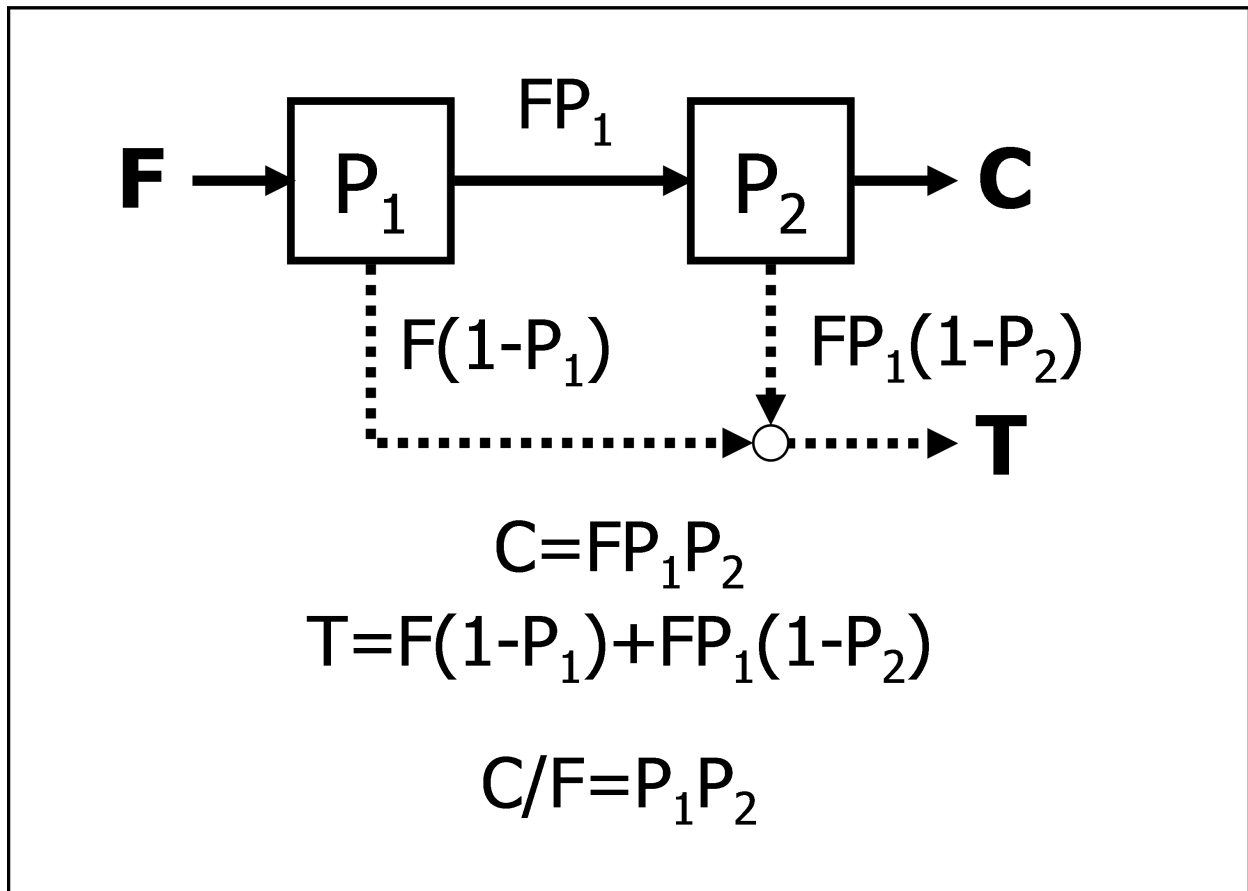 FP₁
F
P₁
P₂
C
F(1-P₁)
FP₁(1-P₂)
T
C=FP₁P₂
T=F(1-P₁)+FP₁(1-P₂)
C/F=P₁P₂